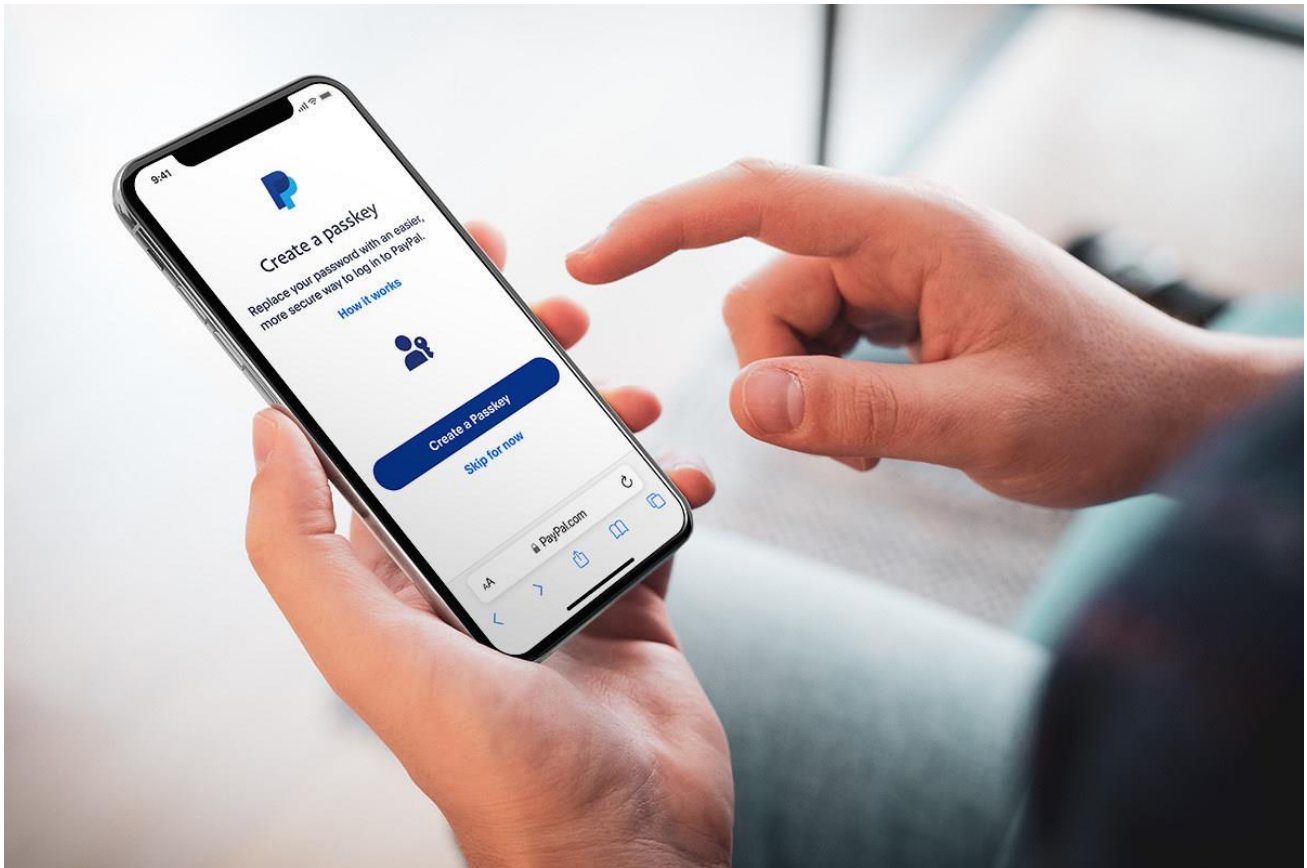 9:41
Create a passkey
Replace your password with an easier,
more secure way to log in to PayPal.
How it works
Create a Passkey
Skip for now
AA PayPal.com